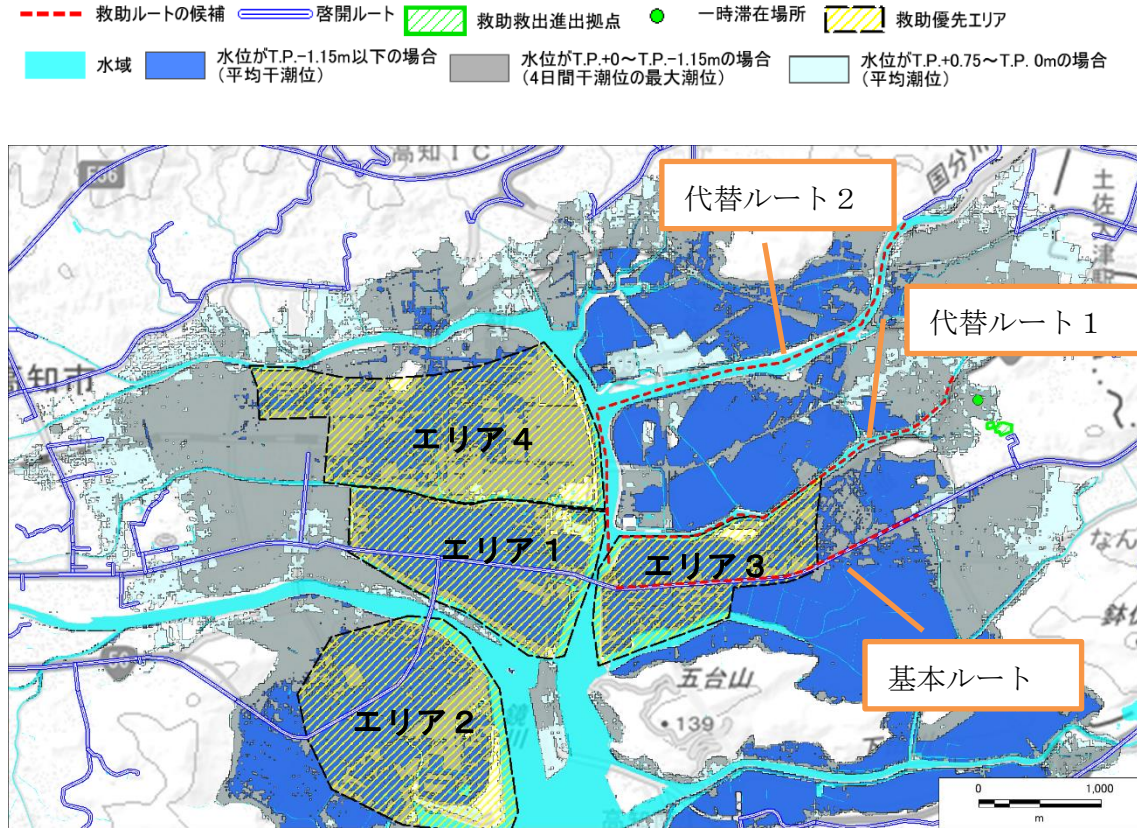 救助ルートの候補
啓開ルート
救助救出進出拠点
一時滞在場所
救助優先エリア
水域
水位がT.P.-1.15m以下の場合
(平均干潮位)
水位がT.P.+0～T.P.-1.15mの場合
(4日間干潮位の最大潮位)
水位がT.P.+0.75～T.P. 0mの場合
(平均潮位)
高知IC
国分川
土佐大津駅
代替ルート２
代替ルート１
高知市
エリア４
エリア１
エリア３
基本ルート
エリア２
五台山
139
なん
鉢伏
0
1,000
m